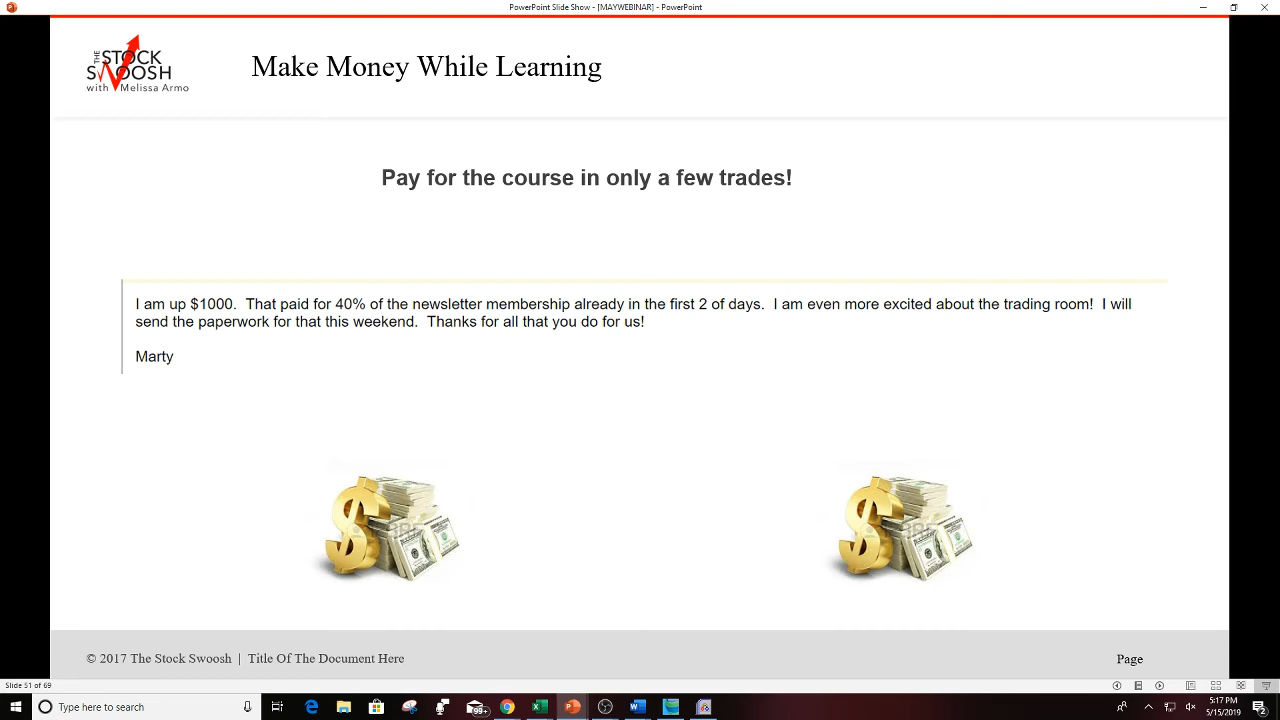 PowerPoint Slide Show - [MAYWEBINAR] - PowerPoint
THE STOCK
SWOOSH
with Melissa Armo
Make Money While Learning
Pay for the course in only a few trades!
I am up $1000. That paid for 40% of the newsletter membership already in the first 2 of days. I am even more excited about the trading room! I will
send the paperwork for that this weekend. Thanks for all that you do for us!
Marty
© 2017 The Stock Swoosh | Title Of The Document Here
Page
Slide 51 of 69
Type here to search
99+
5:17 PM
5/15/2019
2